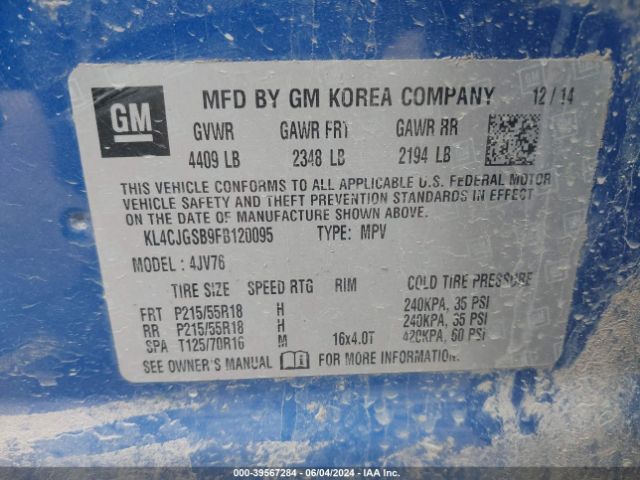 GM
MFD BY GM KOREA COMPANY 12/14
GVWR GAWR FRT GAWR RR
4409 LB 2348 LB 2194 LB
THIS VEHICLE CONFORMS TO ALL APPLICABLE U.S. FEDERAL MOTOR
VEHICLE SAFETY AND THEFT PREVENTION STANDARDS IN EFFECT
ON THE DATE OF MANUFACTURE SHOWN ABOVE.
KL4CJGSB9FB120095 TYPE: MPV
MODEL: 4JV76
TIRE SIZE SPEED RTG RIM COLD TIRE PRESSURE
FRT P215/55R18 H 240KPA, 35 PSI
RR P215/55R18 H 240KPA, 35 PSI
SPA T125/70R16 M 16x4.0T 420KPA, 60 PSI
SEE OWNER'S MANUAL FOR MORE INFORMATION.
000-39567284 | 06/04/2024 | IAA Inc.